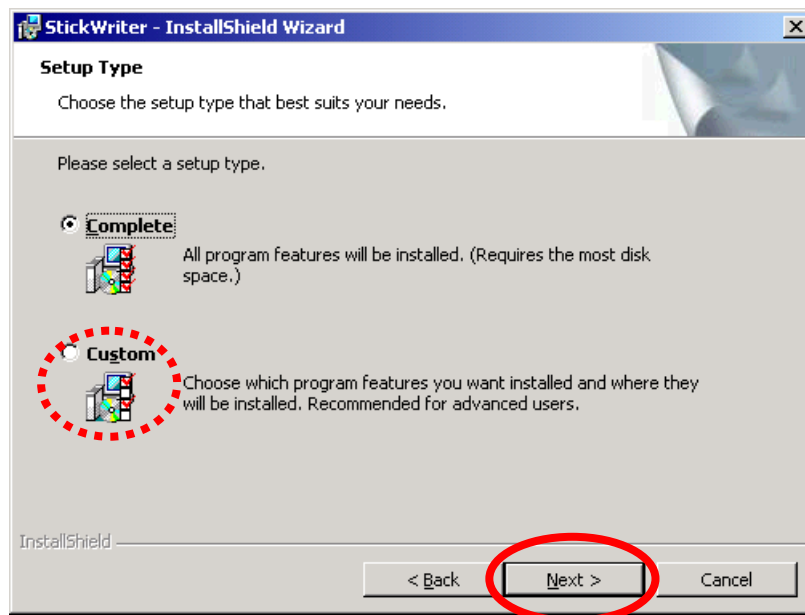 StickWriter - InstallShield Wizard
Setup Type
Choose the setup type that best suits your needs.
Please select a setup type.
Complete
All program features will be installed. (Requires the most disk
space.)
Custom
Choose which program features you want installed and where they
will be installed. Recommended for advanced users.
InstallShield
< Back Next > Cancel